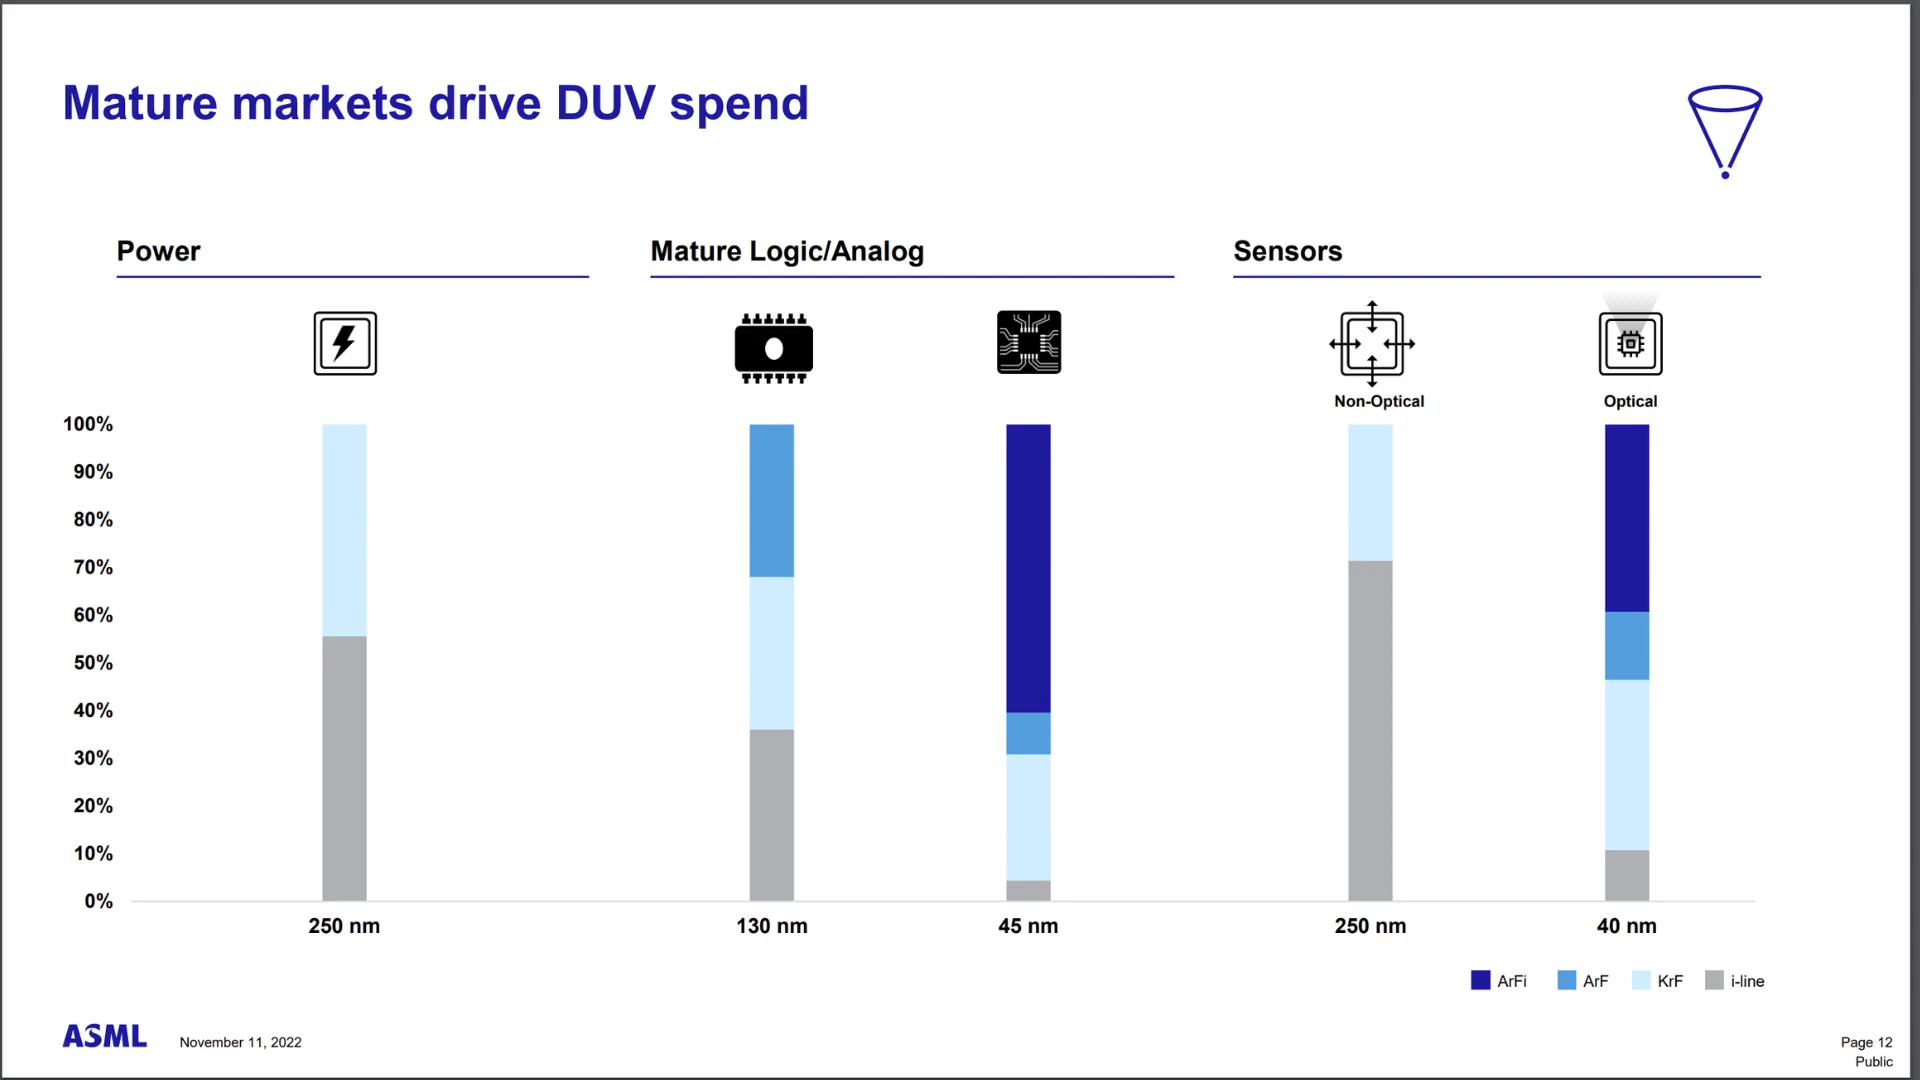 Mature markets drive DUV spend
Power
Mature Logic/Analog
Sensors
Non-Optical
Optical
100%
90%
80%
70%
60%
50%
40%
30%
20%
10%
0%
250 nm
130 nm
45 nm
250 nm
40 nm
ArFi
ArF
KrF
i-line
ASML
November 11, 2022
Page 12
Public